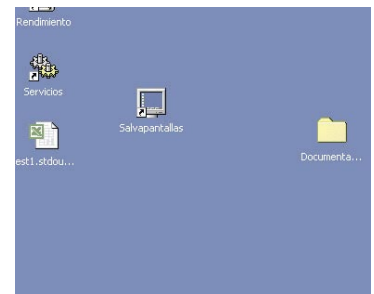 Rendimiento
Servicios
Salvapantallas
est1.stdou...
Documenta...